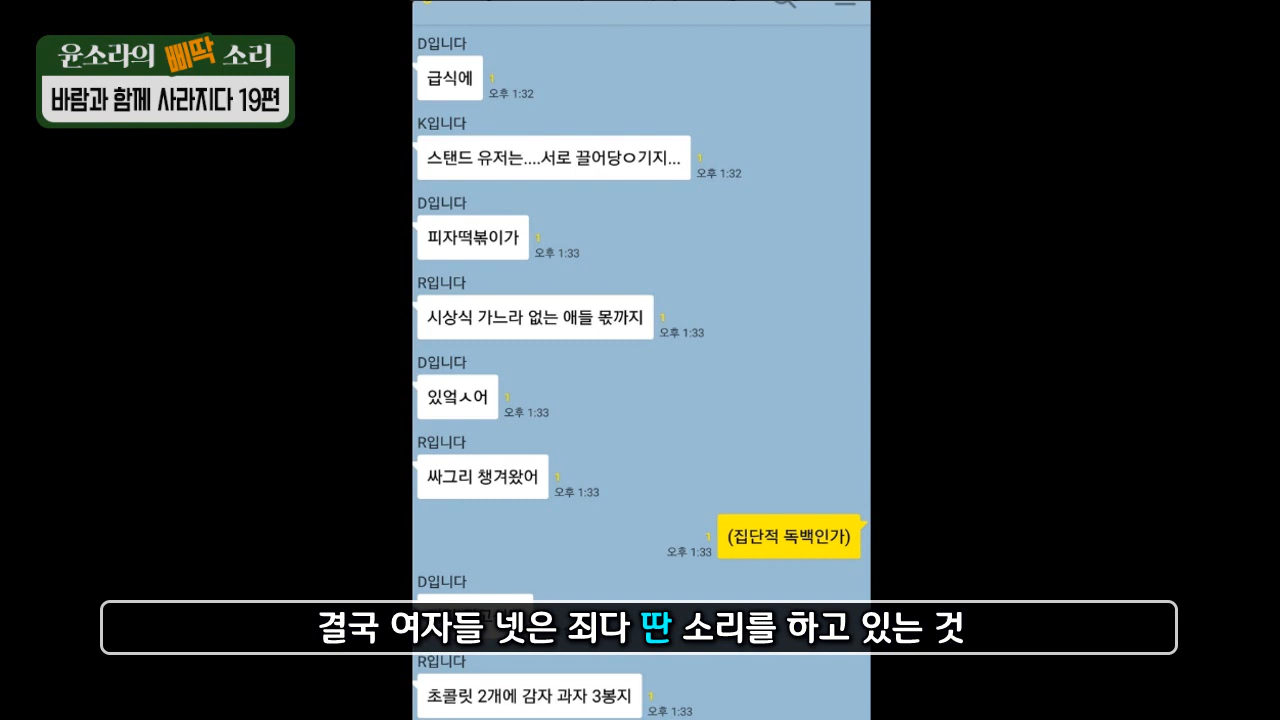 윤소라의 삐딱 소리
바람과 함께 사라지다 19편
D입니다
급식에
1
오후 1:32
K입니다
스탠드 유저는....서로 끌어당ㅇ기지...
1
오후 1:32
D입니다
피자떡볶이가
1
오후 1:33
R입니다
시상식 가느라 없는 애들 몫까지
1
오후 1:33
D입니다
있엌ㅅ어
1
오후 1:33
R입니다
싸그리 챙겨왔어
1
오후 1:33
(집단적 독백인가)
1
오후 1:33
D입니다
결국 여자들 넷은 죄다 딴 소리를 하고 있는 것
R입니다
초콜릿 2개에 감자 과자 3봉지
1
오후 1:33